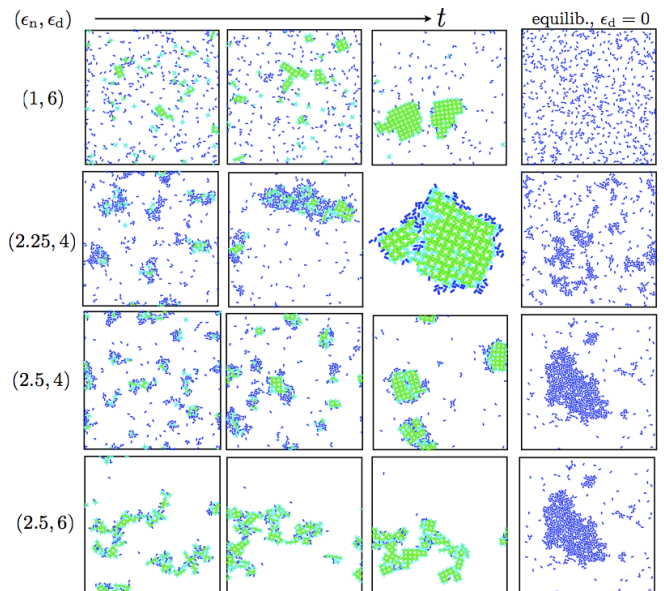 (ϵn, ϵd) t equilib., ϵd = 0
(1, 6)
(2.25, 4)
(2.5, 4)
(2.5, 6)